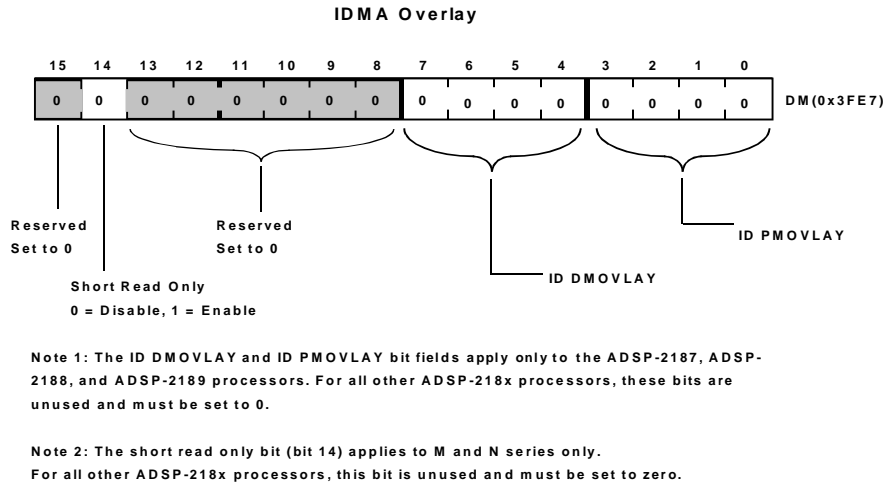 IDMA Overlay
15 14 13 12 11 10 9 8 7 6 5 4 3 2 1 0
0 0 0 0 0 0 0 0 0 0 0 0 0 0 0 0 DM(0x3FE7)
Reserved
Set to 0
Reserved
Set to 0
ID PMOVLAY
ID DMOVLAY
Short Read Only
0 = Disable, 1 = Enable
Note 1: The ID DMOVLAY and ID PMOVLAY bit fields apply only to the ADSP-2187, ADSP-
2188, and ADSP-2189 processors. For all other ADSP-218x processors, these bits are
unused and must be set to 0.
Note 2: The short read only bit (bit 14) applies to M and N series only.
For all other ADSP-218x processors, this bit is unused and must be set to zero.